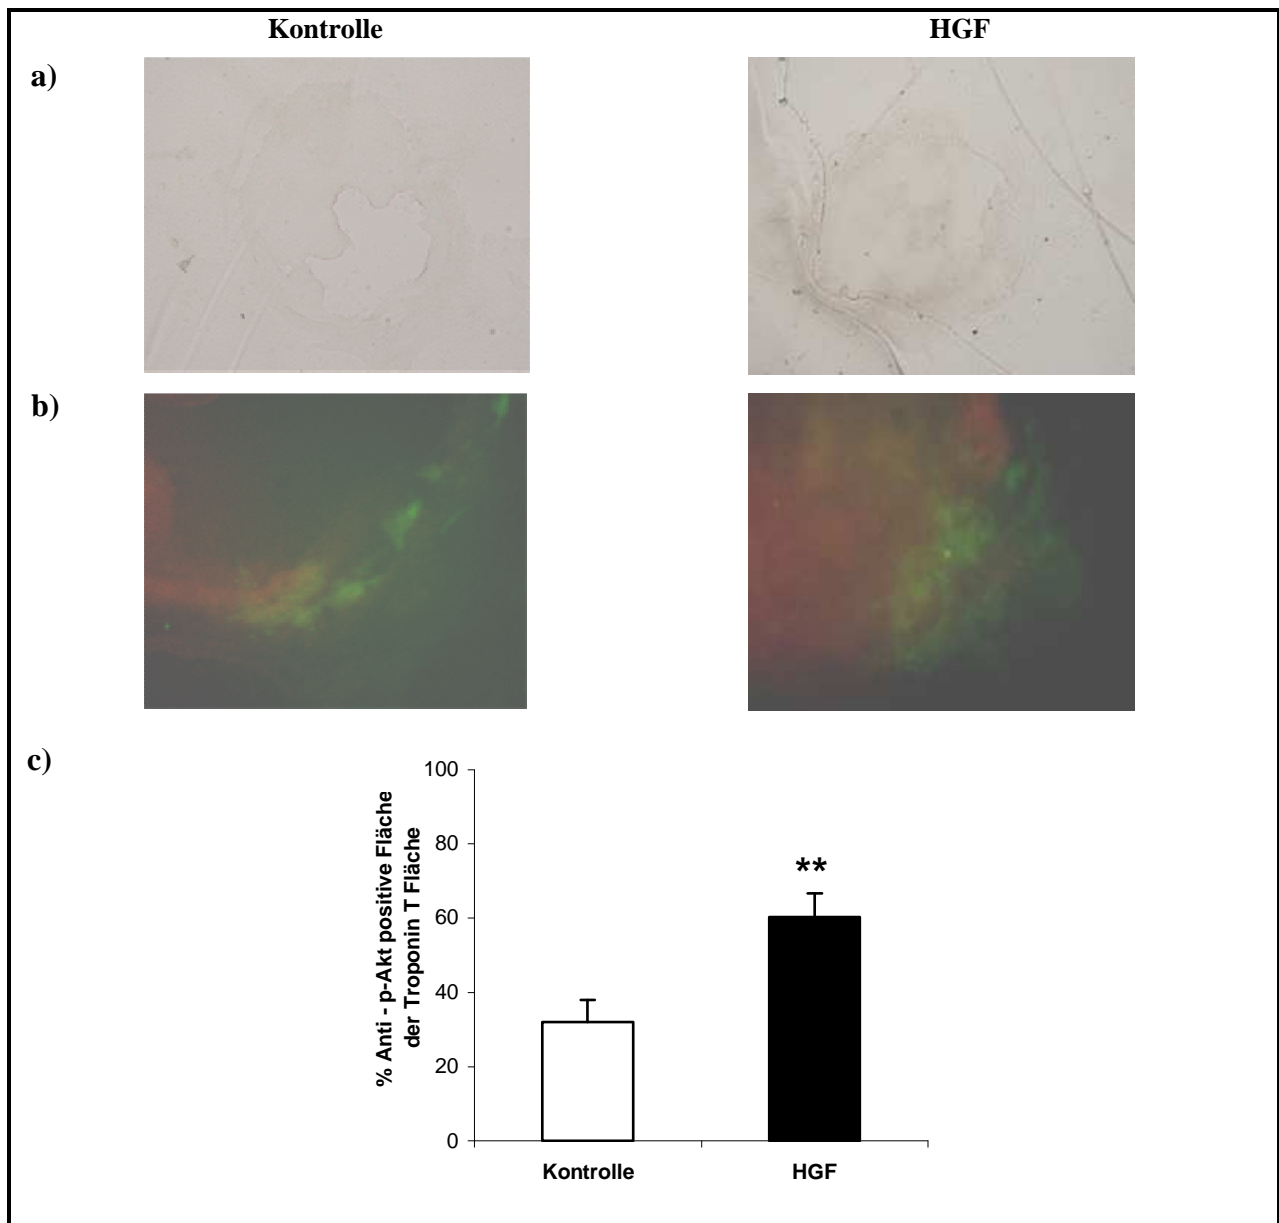 Kontrolle HGF
a)
b)
c)
% Anti - p-Akt positive Fläche
der Troponin T Fläche
100
80
60
40
20
0
**
Kontrolle HGF